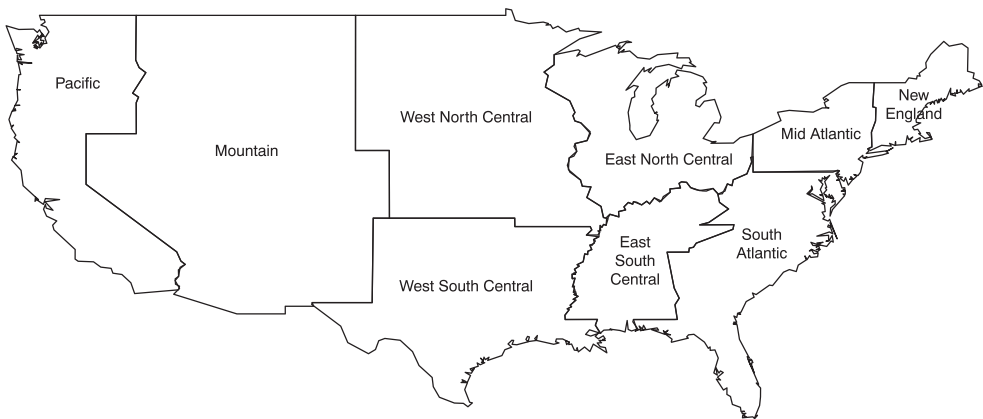 Pacific
Mountain
West North Central
West South Central
East North Central
East
South
Central
South
Atlantic
Mid Atlantic
New
England